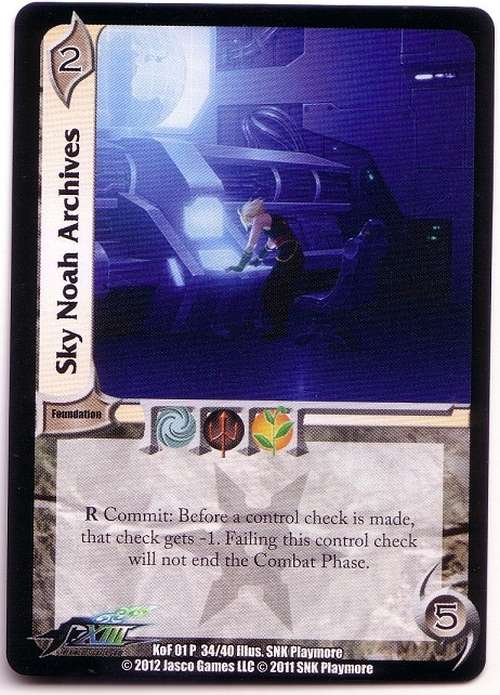 2
Sky Noah Archives
Foundation
R Commit: Before a control check is made,
that check gets -1. Failing this control check
will not end the Combat Phase.
5
XIII
KoF 01 P 34/40 Illus. SNK Playmore
© 2012 Jasco Games LLC © 2011 SNK Playmore